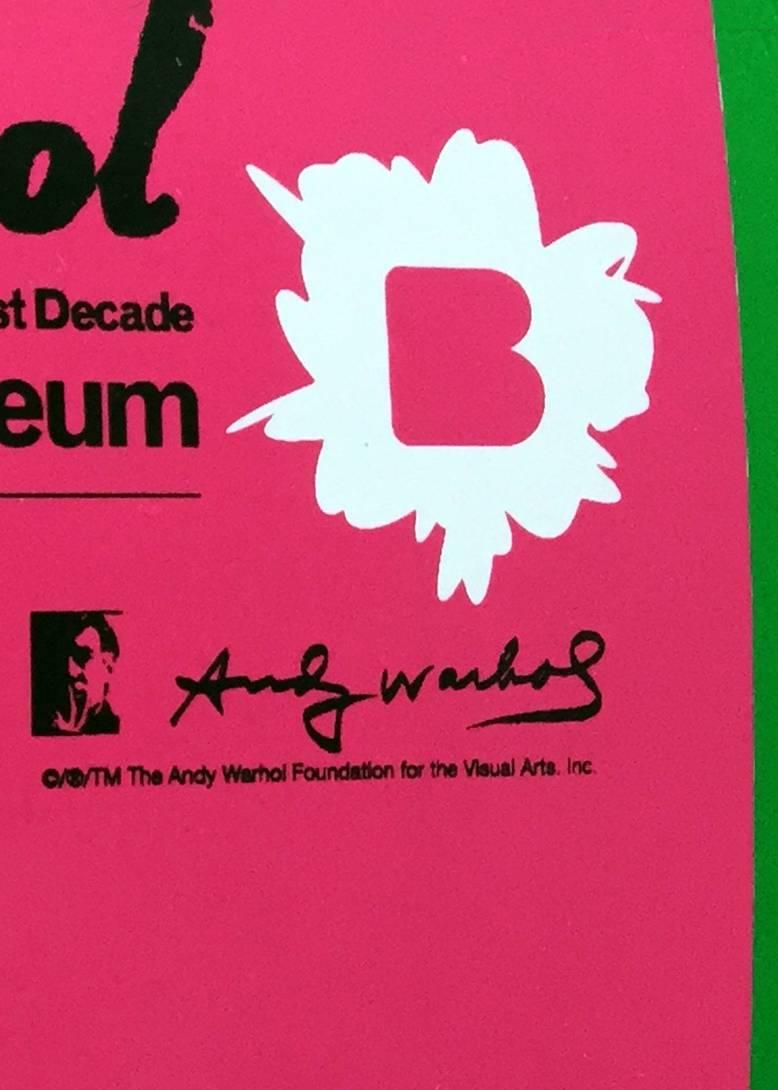 ol
st Decade
eum
B
Andy Warhol
©/®/TM The Andy Warhol Foundation for the Visual Arts. Inc.